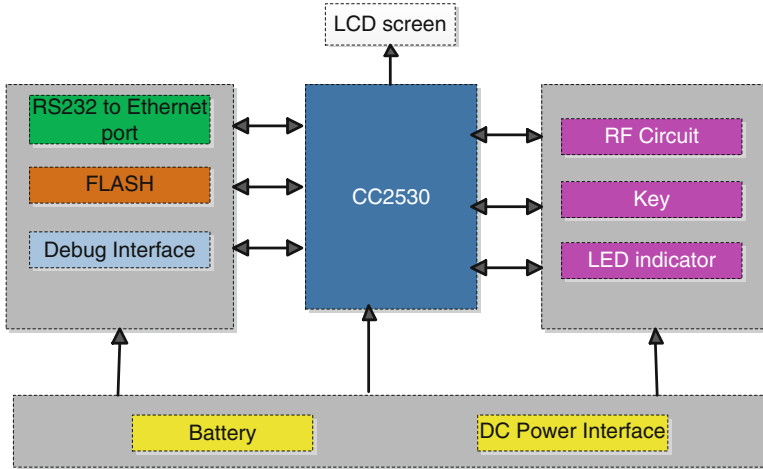 LCD screen
RS232 to Ethernet
port
FLASH
Debug Interface
CC2530
RF Circuit
Key
LED indicator
Battery
DC Power Interface